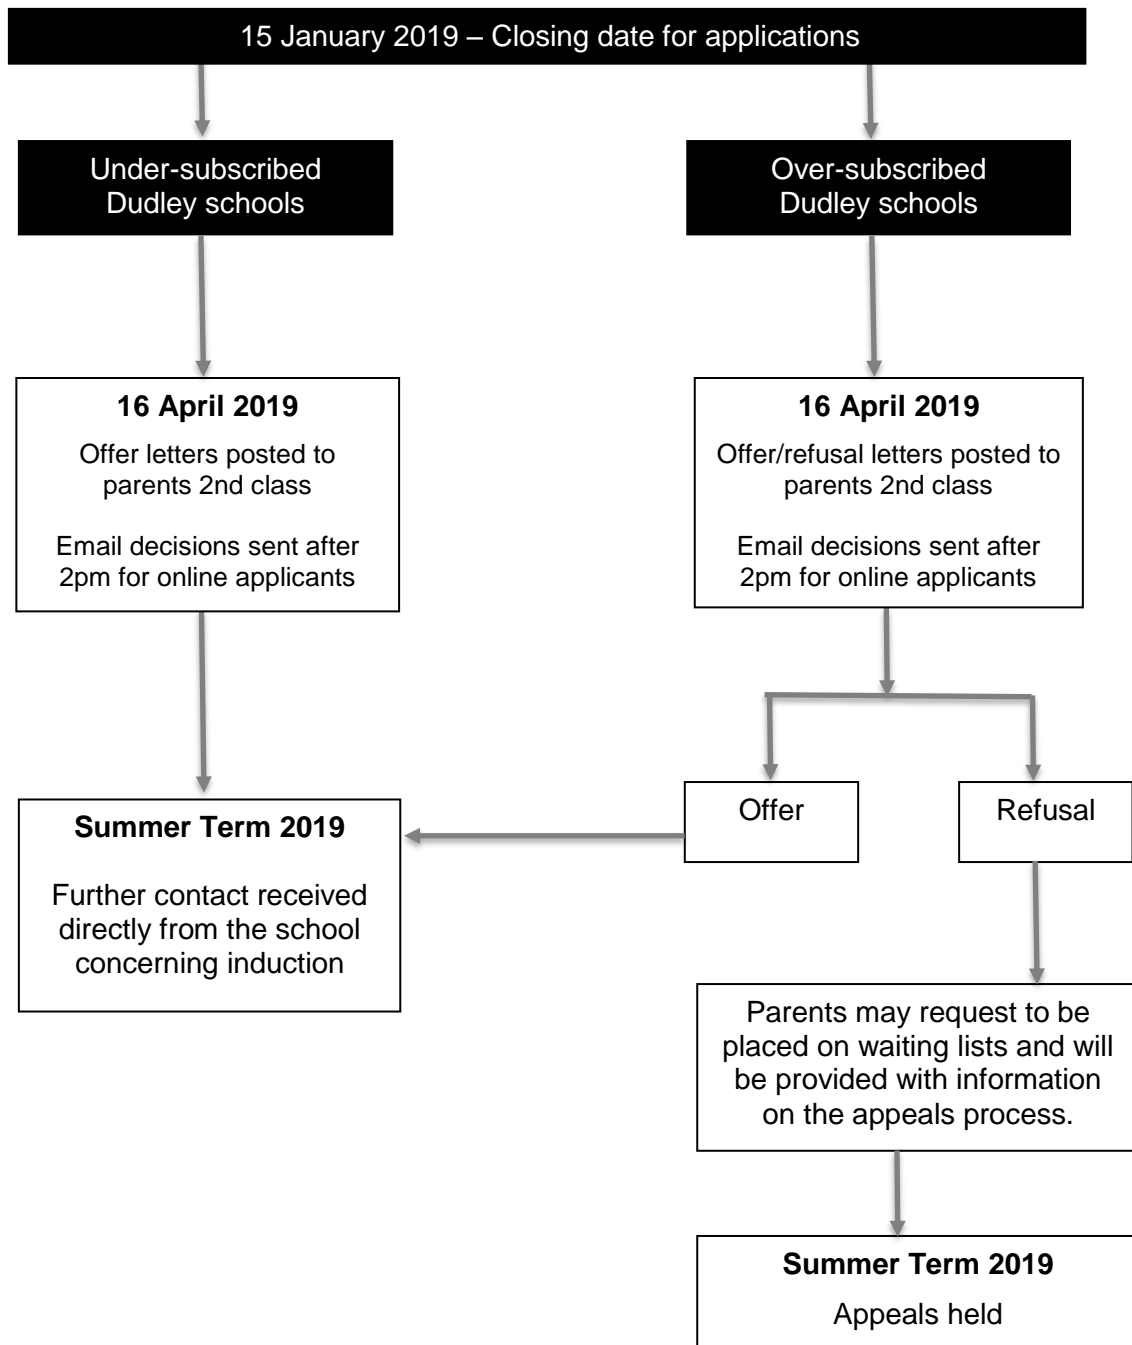 15 January 2019 – Closing date for applications
Under-subscribed
Dudley schools
Over-subscribed
Dudley schools
16 April 2019
Offer letters posted to
parents 2nd class
Email decisions sent after
2pm for online applicants
16 April 2019
Offer/refusal letters posted to
parents 2nd class
Email decisions sent after
2pm for online applicants
Offer
Refusal
Summer Term 2019
Further contact received
directly from the school
concerning induction
Parents may request to be
placed on waiting lists and will
be provided with information
on the appeals process.
Summer Term 2019
Appeals held